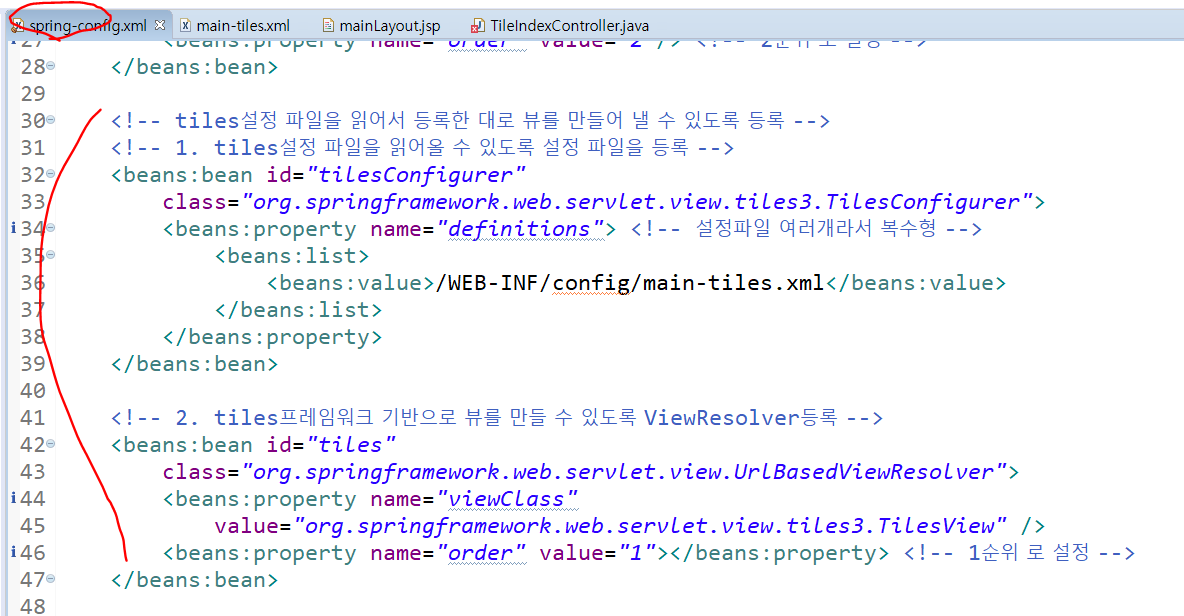 spring-config.xml main-tiles.xml mainLayout.jsp TileIndexController.java
27 <beans:property name="order" value="2" /> <!-- 2순위 로 설정 -->
28 </beans:bean>
29
30 <!-- tiles설정 파일을 읽어서 등록한 대로 뷰를 만들어 낼 수 있도록 등록 -->
31 <!-- 1. tiles설정 파일을 읽어올 수 있도록 설정 파일을 등록 -->
32 <beans:bean id="tilesConfigurer"
33 class="org.springframework.web.servlet.view.tiles3.TilesConfigurer">
34 <beans:property name="definitions"> <!-- 설정파일 여러개라서 복수형 -->
35 <beans:list>
36 <beans:value>/WEB-INF/config/main-tiles.xml</beans:value>
37 </beans:list>
38 </beans:property>
39 </beans:bean>
40
41 <!-- 2. tiles프레임워크 기반으로 뷰를 만들 수 있도록 ViewResolver등록 -->
42 <beans:bean id="tiles"
43 class="org.springframework.web.servlet.view.UrlBasedViewResolver">
44 <beans:property name="viewClass"
45 value="org.springframework.web.servlet.view.tiles3.TilesView" />
46 <beans:property name="order" value="1"></beans:property> <!-- 1순위 로 설정 -->
47 </beans:bean>
48